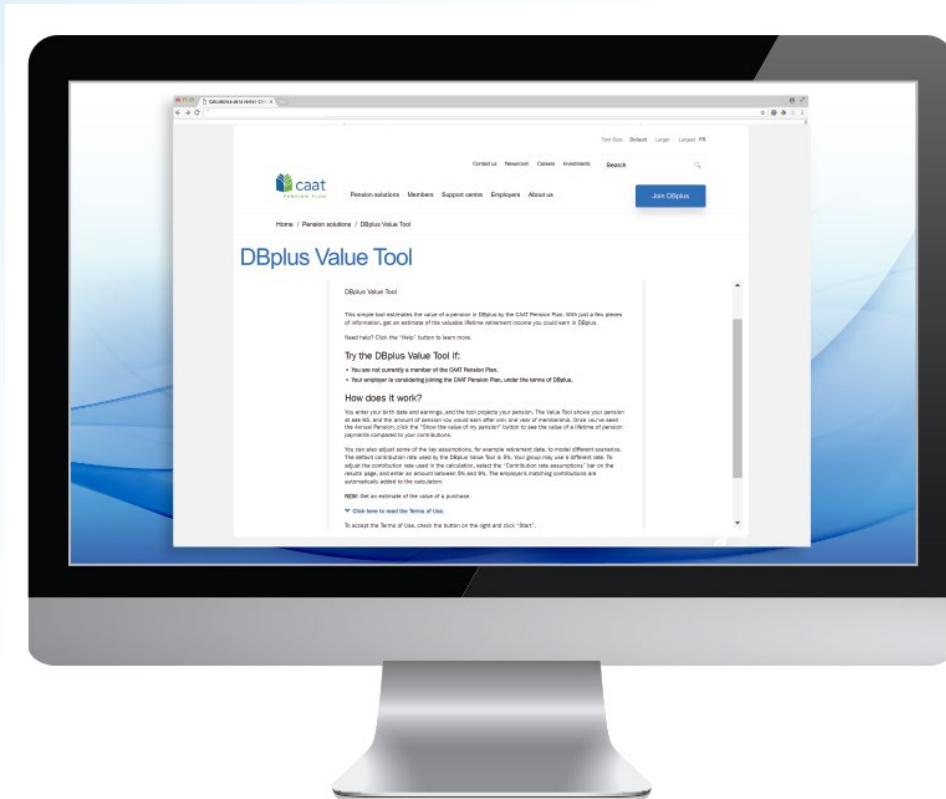 Text Size: Default Larger Largest FR
Contact us Newsroom Careers Investments Search
caat
PENSION PLAN
Pension solutions Members Support centre Employers About us
Join DBplus
Home / Pension solutions / DBplus Value Tool
DBplus Value Tool
DBplus Value Tool
This simple tool estimates the value of a pension in DBplus by the CAAT Pension Plan. With just a few pieces
of information, get an estimate of the valuable lifetime retirement income you could earn in DBplus.
Need help? Click the "Help" button to learn more.
Try the DBplus Value Tool if:
• You are not currently a member of the CAAT Pension Plan.
• Your employer is considering joining the CAAT Pension Plan, under the terms of DBplus.
How does it work?
You enter your birth date and earnings, and the tool projects your pension. The Value Tool shows your pension
at age 65, and the amount of pension you would earn after only one year of membership. Once you've seen
the Annual Pension, click the "Show the value of my pension" button to see the value of a lifetime of pension
payments compared to your contributions.
You can also adjust some of the key assumptions, for example retirement date, to model different scenarios.
The default contribution rate used by the DBplus Value Tool is 9%. Your group may use a different rate. To
adjust the contribution rate used in the calculation, select the "Contribution rate assumptions" bar on the
results page, and enter an amount between 5% and 9%. The employer's matching contributions are
automatically added to the calculation.
NEW: Get an estimate of the value of a purchase.
Click here to read the Terms of Use.
To accept the Terms of Use, check the button on the right and click "Start".